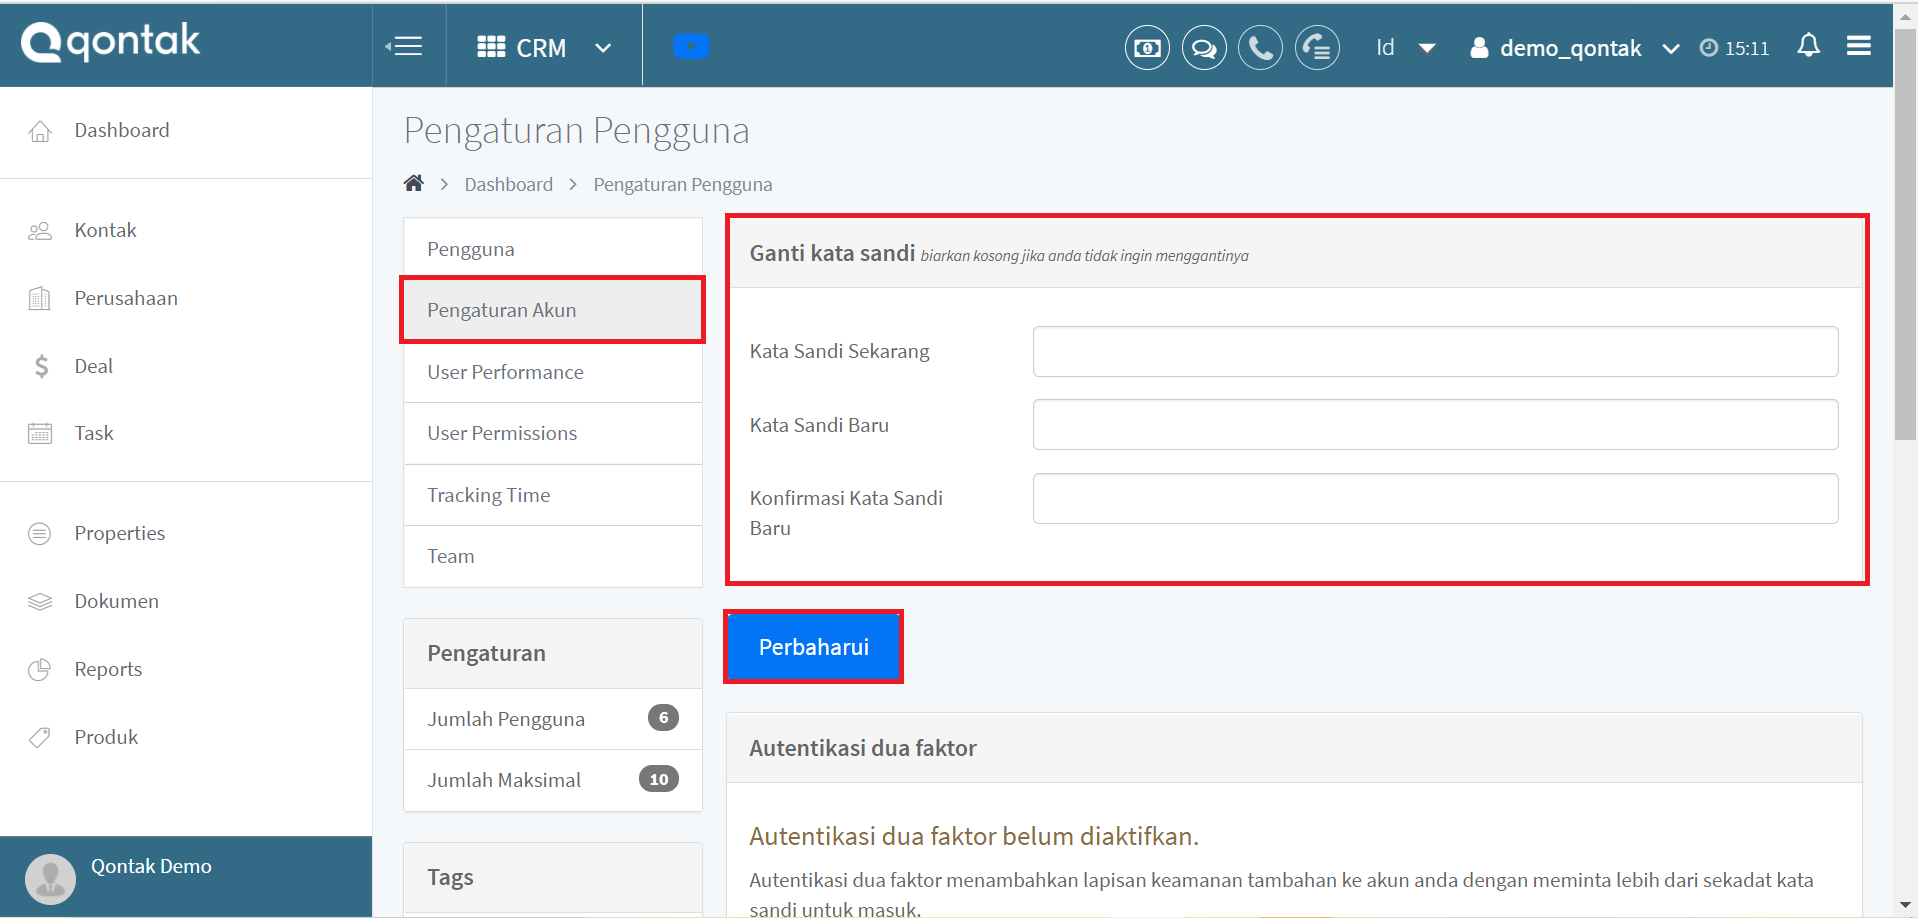 qontak
CRM
Id
demo_qontak
15:11
Dashboard
Kontak
Perusahaan
Deal
Task
Properties
Dokumen
Reports
Produk
Qontak Demo
Pengaturan Pengguna
Dashboard
Pengaturan Pengguna
Pengguna
Pengaturan Akun
User Performance
User Permissions
Tracking Time
Team
Pengaturan
Jumlah Pengguna 6
Jumlah Maksimal 10
Tags
Ganti kata sandi biarkan kosong jika anda tidak ingin menggantinya
Kata Sandi Sekarang
Kata Sandi Baru
Konfirmasi Kata Sandi
Baru
Perbaharui
Autentikasi dua faktor
Autentikasi dua faktor belum diaktifkan.
Autentikasi dua faktor menambahkan lapisan keamanan tambahan ke akun anda dengan meminta lebih dari sekadat kata
sandi untuk masuk.